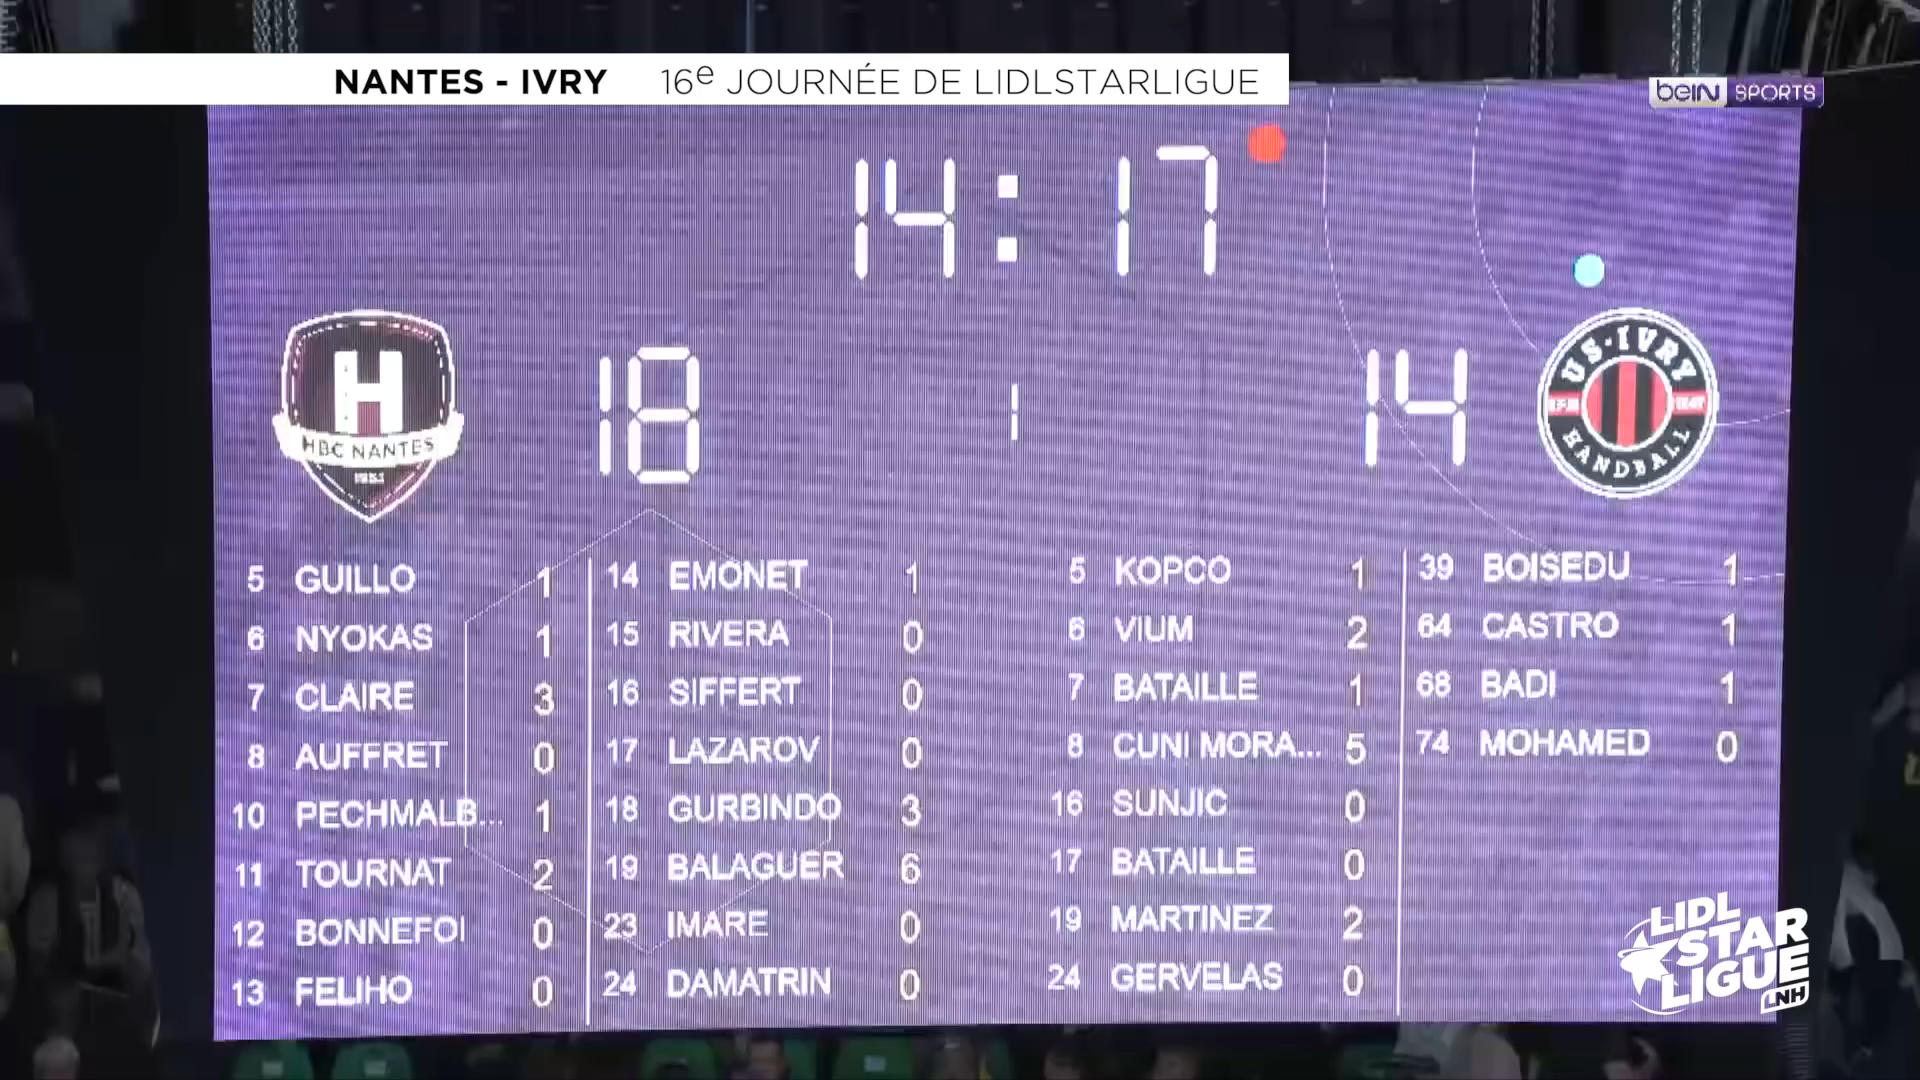 NANTES - IVRY 16e JOURNÉE DE LIDLSTARLIGUE
beIN SPORTS
14:17
18 1 14
H
HBC NANTES
US·IVRY
HANDBALL
5 GUILLO 1
6 NYOKAS 1
7 CLAIRE 3
8 AUFFRET 0
10 PECHMALB... 1
11 TOURNAT 2
12 BONNEFOI 0
13 FELIHO 0
14 EMONET 1
15 RIVERA 0
16 SIFFERT 0
17 LAZAROV 0
18 GURBINDO 3
19 BALAGUER 6
23 IMARE 0
24 DAMATRIN 0
5 KOPCO 1
6 VIUM 2
7 BATAILLE 1
8 CUNI MORA... 5
16 SUNJIC 0
17 BATAILLE 0
19 MARTINEZ 2
24 GERVELAS 0
39 BOISEDU 1
64 CASTRO 1
68 BADI 1
74 MOHAMED 0
LIDL
STAR
LIGUE
LNH